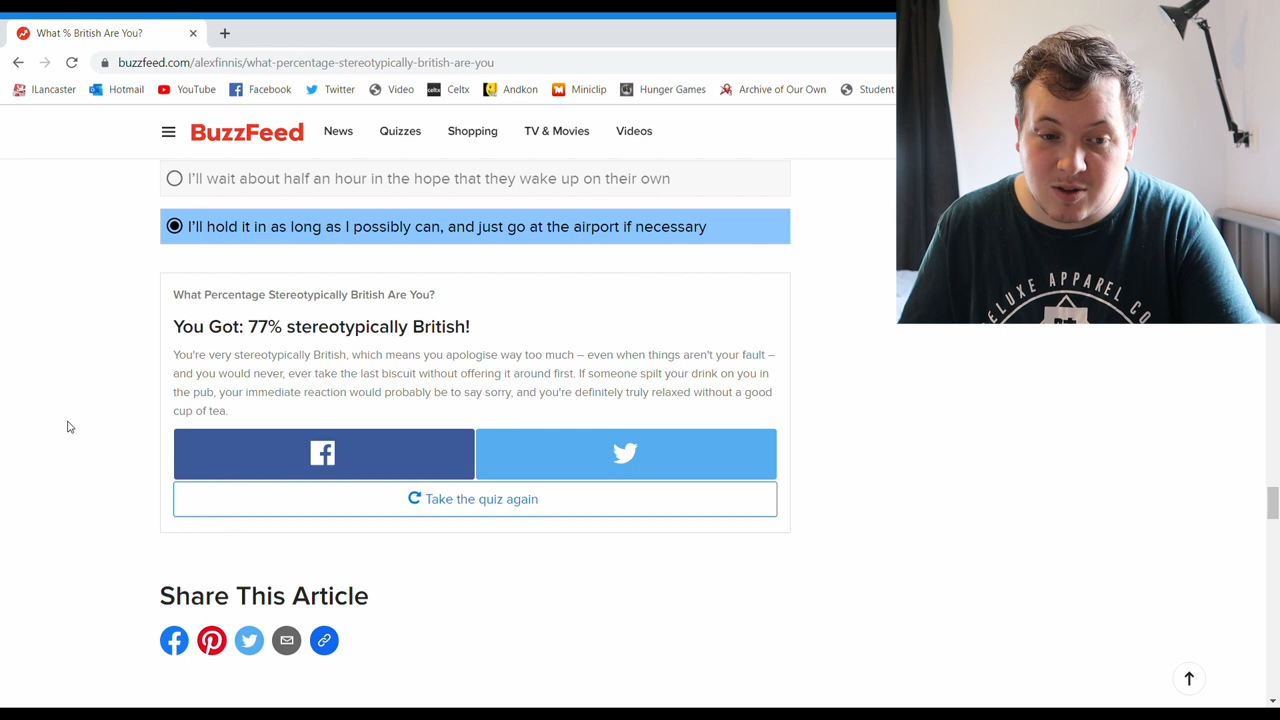 What % British Are You?
buzzfeed.com/alexfinnis/what-percentage-stereotypically-british-are-you
ILancaster Hotmail YouTube Facebook Twitter Video Celtx Andkon Miniclip Hunger Games Archive of Our Own Student
BuzzFeed News Quizzes Shopping TV & Movies Videos
I'll wait about half an hour in the hope that they wake up on their own
I'll hold it in as long as I possibly can, and just go at the airport if necessary
What Percentage Stereotypically British Are You?
You Got: 77% stereotypically British!
You're very stereotypically British, which means you apologise way too much – even when things aren't your fault –
and you would never, ever take the last biscuit without offering it around first. If someone spilt your drink on you in
the pub, your immediate reaction would probably be to say sorry, and you're definitely truly relaxed without a good
cup of tea.
Take the quiz again
Share This Article
DELUXE APPAREL CO